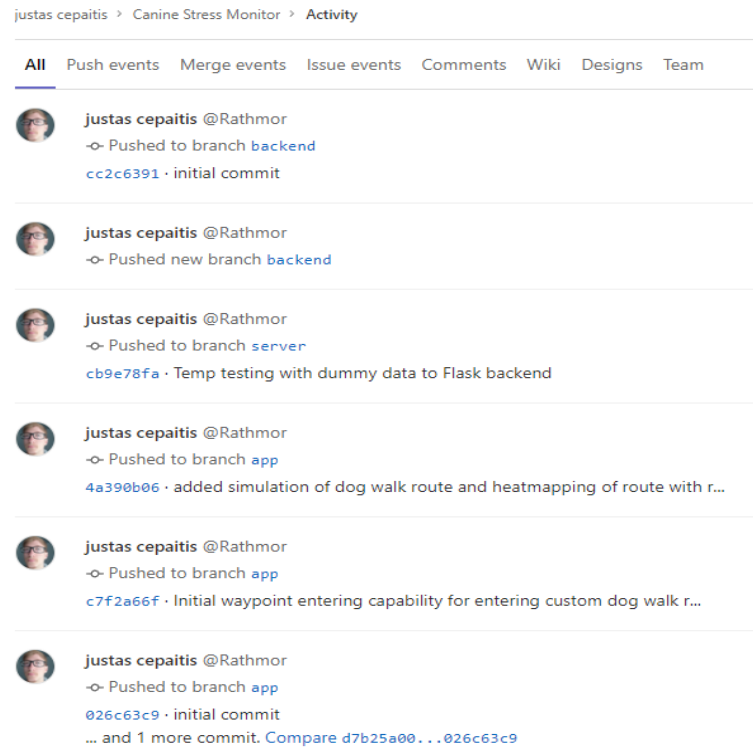 justas cepaitis > Canine Stress Monitor > Activity
All Push events Merge events Issue events Comments Wiki Designs Team
justas cepaitis @Rathmor
Pushed to branch backend
cc2c6391 · initial commit
justas cepaitis @Rathmor
Pushed new branch backend
justas cepaitis @Rathmor
Pushed to branch server
cb9e78fa · Temp testing with dummy data to Flask backend
justas cepaitis @Rathmor
Pushed to branch app
4a390b06 · added simulation of dog walk route and heatmapping of route with r...
justas cepaitis @Rathmor
Pushed to branch app
c7f2a66f · Initial waypoint entering capability for entering custom dog walk r...
justas cepaitis @Rathmor
Pushed to branch app
026c63c9 · initial commit
... and 1 more commit. Compare d7b25a00...026c63c9